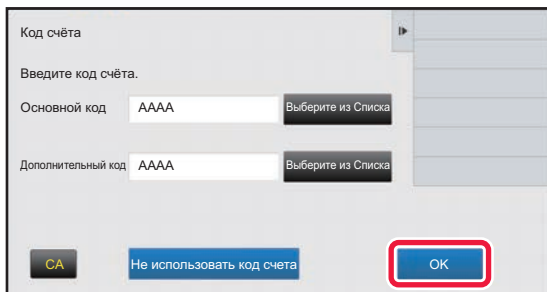 Код счёта
Введите код счёта.
Основной код AAAA Выберите из Списка
Дополнительный код AAAA Выберите из Списка
CA Не использовать код счета OK